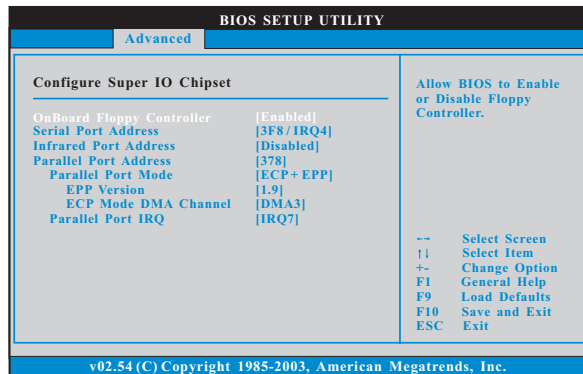 BIOS SETUP UTILITY
Advanced
Configure Super IO Chipset
OnBoard Floppy Controller [Enabled]
Serial Port Address [3F8 / IRQ4]
Infrared Port Address [Disabled]
Parallel Port Address [378]
Parallel Port Mode [ECP + EPP]
EPP Version [1.9]
ECP Mode DMA Channel [DMA3]
Parallel Port IRQ [IRQ7]
Allow BIOS to Enable
or Disable Floppy
Controller.
←→ Select Screen
↑↓ Select Item
+- Change Option
F1 General Help
F9 Load Defaults
F10 Save and Exit
ESC Exit
v02.54 (C) Copyright 1985-2003, American Megatrends, Inc.